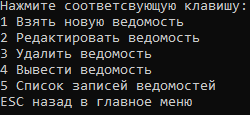 Нажмите соответсвующую клавишу:
1 Взять новую ведомость
2 Редактировать ведомость
3 Удалить ведомость
4 Вывести ведомость
5 Список записей ведомостей
ESC назад в главное меню